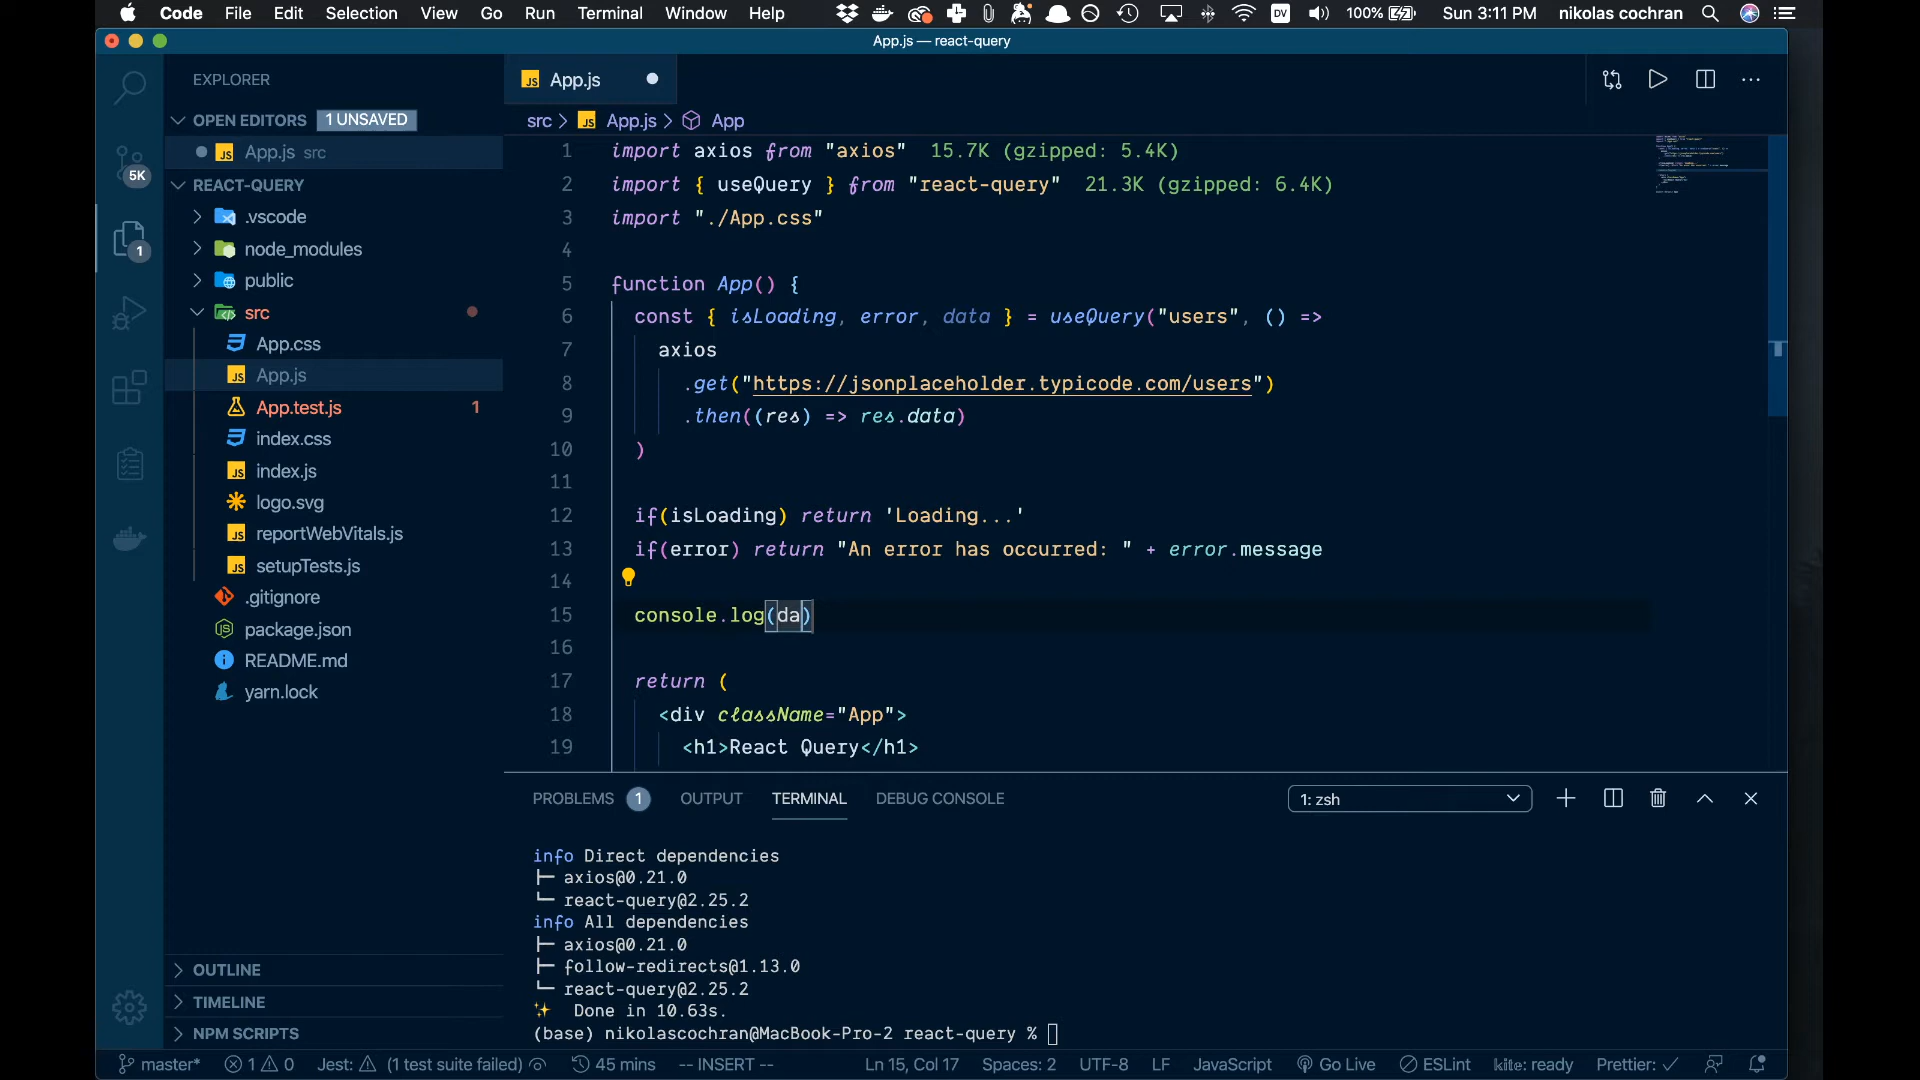 Code File Edit Selection View Go Run Terminal Window Help DV 100% Sun 3:11 PM nikolas cochran
App.js — react-query
EXPLORER
OPEN EDITORS 1 UNSAVED
JS App.js src
5K
REACT-QUERY
.vscode
1
node_modules
public
src
App.css
JS App.js
App.test.js 1
index.css
JS index.js
logo.svg
JS reportWebVitals.js
JS setupTests.js
.gitignore
package.json
README.md
yarn.lock
OUTLINE
TIMELINE
NPM SCRIPTS
JS App.js
src > JS App.js > App
1 import axios from "axios" 15.7K (gzipped: 5.4K)
2 import { useQuery } from "react-query" 21.3K (gzipped: 6.4K)
3 import "./App.css"
4
5 function App() {
6 const { isLoading, error, data } = useQuery("users", () =>
7 axios
8 .get("https://jsonplaceholder.typicode.com/users")
9 .then((res) => res.data)
10 )
11
12 if(isLoading) return 'Loading...'
13 if(error) return "An error has occurred: " + error.message
14
15 console.log(da)
16
17 return (
18 <div className="App">
19 <h1>React Query</h1>
PROBLEMS 1 OUTPUT TERMINAL DEBUG CONSOLE 1: zsh
info Direct dependencies
├─ axios@0.21.0
└─ react-query@2.25.2
info All dependencies
├─ axios@0.21.0
├─ follow-redirects@1.13.0
└─ react-query@2.25.2
✨ Done in 10.63s.
(base) nikolascochran@MacBook-Pro-2 react-query %
master* 1 0 Jest: (1 test suite failed) 45 mins -- INSERT -- Ln 15, Col 17 Spaces: 2 UTF-8 LF JavaScript Go Live ESLint kite: ready Prettier: ✓